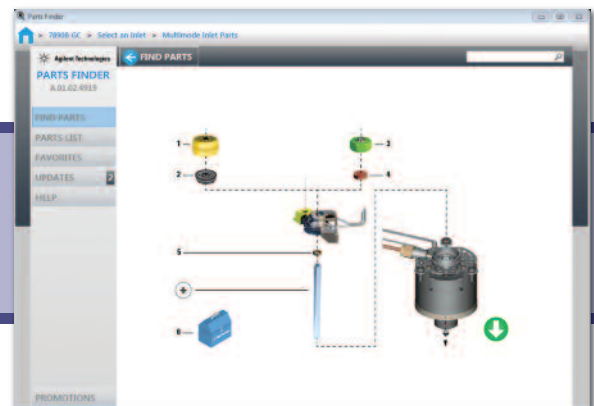 Parts Finder
> 7890B GC > Select an Inlet > Multimode Inlet Parts
Agilent Technologies
FIND PARTS
PARTS FINDER
A.01.02.4919
FIND PARTS
PARTS LIST
FAVORITES
UPDATES 2
HELP
1
3
2
4
5
+
6
PROMOTIONS